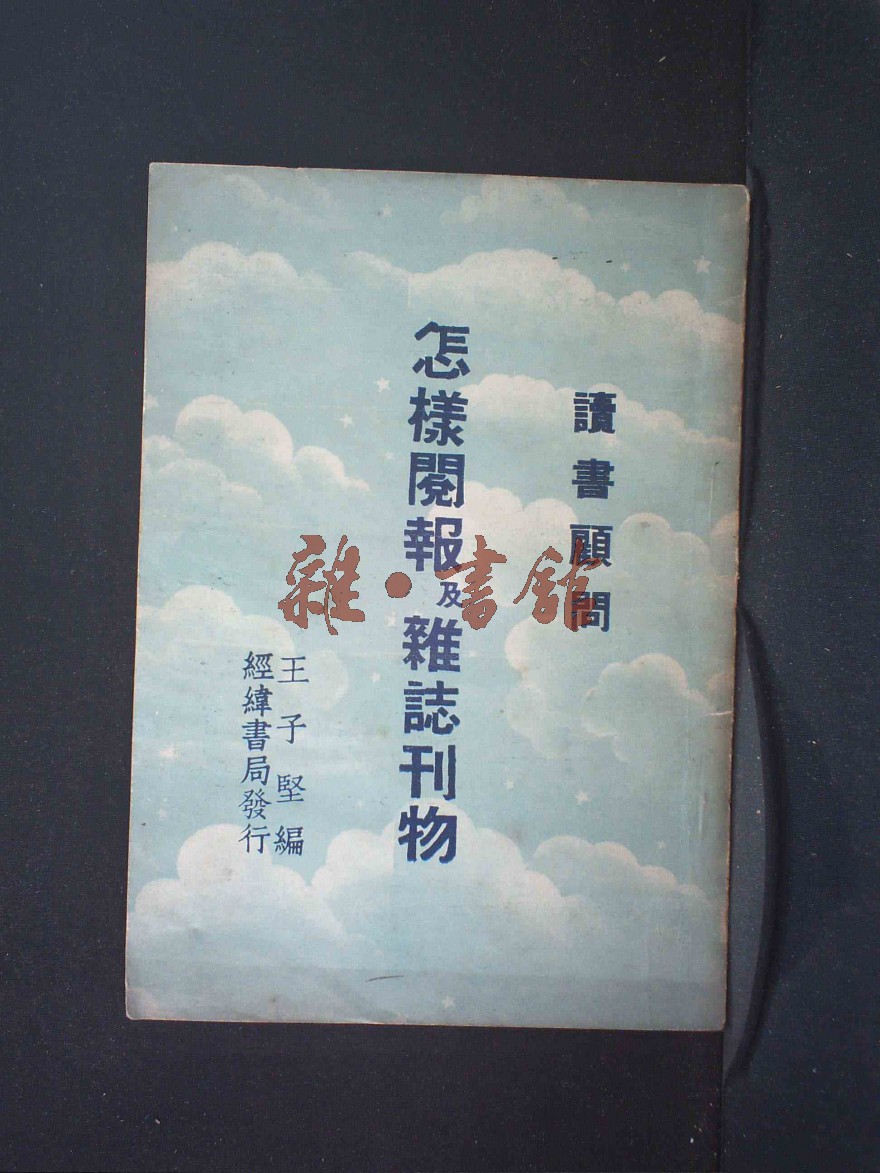 讀書顧問
怎樣閱報及雜誌刊物
王子堅編
經緯書局發行
雜·書館